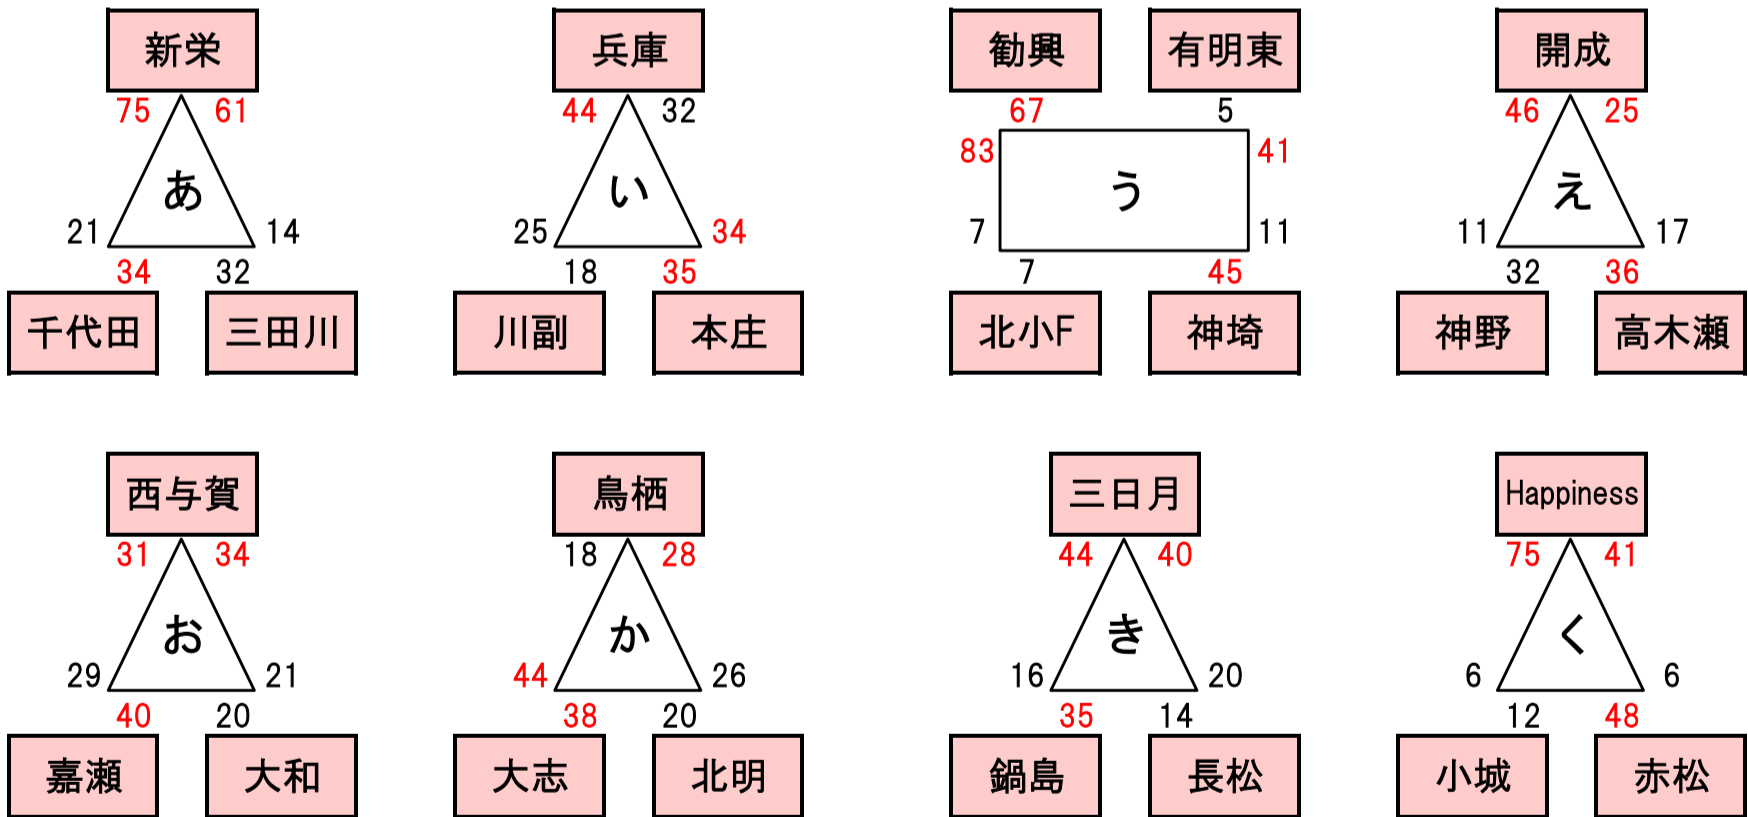 新栄 兵庫 勧興 有明東 開成
75 61 44 32 67 5 46 25
83 41
あ い う え
21 14 25 34 7 11 11 17
34 32 18 35 7 45 32 36
千代田 三田川 川副 本庄 北小F 神埼 神野 高木瀬
西与賀 鳥栖 三日月 Happiness
31 34 18 28 44 40 75 41
お か き く
29 21 44 26 16 20 6 6
40 20 38 20 35 14 12 48
嘉瀬 大和 大志 北明 鍋島 長松 小城 赤松